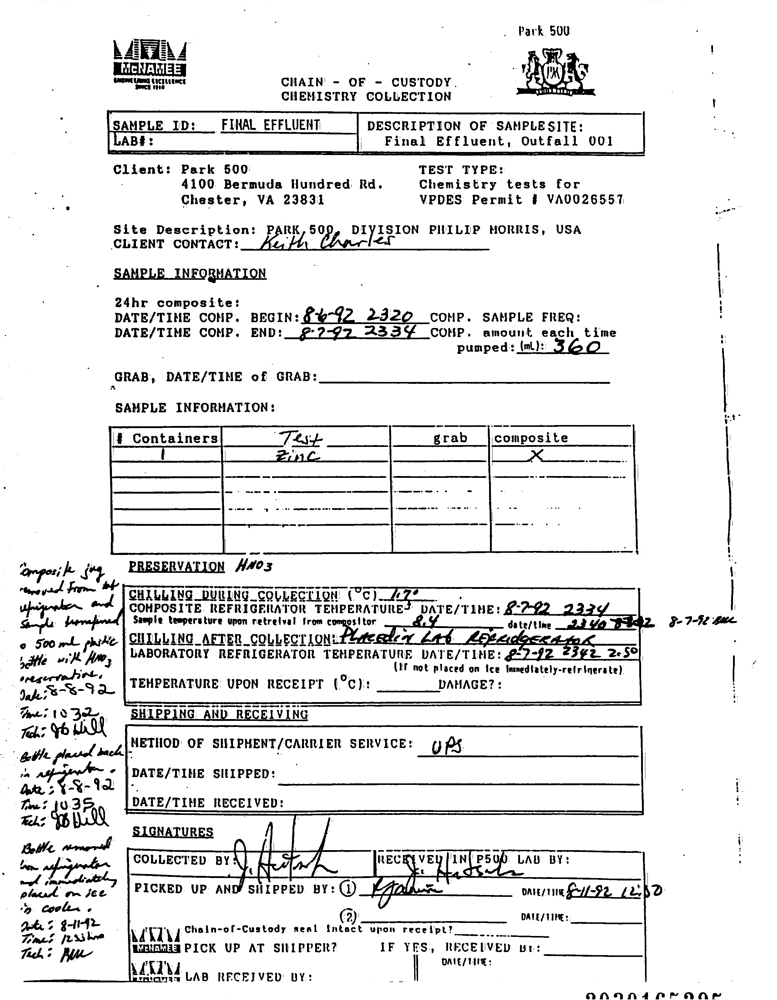 Park 500
McNAMEE
ENGINEERING EXCELLENCE
SINCE 1910
CHAIN - OF - CUSTODY
CHEMISTRY COLLECTION
SAMPLE ID: FINAL EFFLUENT
LAB#:
DESCRIPTION OF SAMPLESITE:
Final Effluent, Outfall 001
Client: Park 500
4100 Bermuda Hundred Rd.
Chester, VA 23831
TEST TYPE:
Chemistry tests for
VPDES Permit # VA0026557
Site Description: PARK 500, DIVISION PHILIP MORRIS, USA
CLIENT CONTACT: Keith Charles
SAMPLE INFORMATION
24hr composite:
DATE/TIME COMP. BEGIN: 8-6-92 2320 COMP. SAMPLE FREQ:
DATE/TIME COMP. END: 8-7-92 2334 COMP. amount each time
pumped: (mL): 360
GRAB, DATE/TIME of GRAB:
SAMPLE INFORMATION:
# Containers Test grab composite
1 Zinc X
PRESERVATION HNO3
CHILLING DURING COLLECTION (°C) 1.7°
COMPOSITE REFRIGERATOR TEMPERATURE DATE/TIME: 8-7-92 2334
Sample temperature upon retreival from compositor 8.4 date/time 2340 8-7-92
CHILLING AFTER COLLECTION: Placed in LAB REFRIDGERATOR
LABORATORY REFRIGERATOR TEMPERATURE DATE/TIME: 8-7-92 2342 2.5°
(If not placed on ice immediately-refrigerate)
TEMPERATURE UPON RECEIPT (°C): DAMAGE?:
Composite jug
removed from
refrigerator and
sample transferred
to 500 ml plastic
bottle with HNO3
preservative.
Date: 8-8-92
Time: 1032
Tech: Hill
Bottle placed back
in refrigerator.
Date: 8-8-92
Time: 1035
Tech: Hill
Bottle removed
from refrigerator
and immediately
placed on ice
in cooler.
Date: 8-11-92
Time:
Tech:
SHIPPING AND RECEIVING
METHOD OF SHIPMENT/CARRIER SERVICE: UPS
DATE/TIME SHIPPED:
DATE/TIME RECEIVED:
SIGNATURES
COLLECTED BY: RECEIVED IN P500 LAB BY:
PICKED UP AND SHIPPED BY: (1) DATE/TIME 8-11-92 12:50
(2) DATE/TIME:
McNAMEE Chain-of-Custody seal intact upon receipt?
PICK UP AT SHIPPER? IF YES, RECEIVED BY:
DATE/TIME:
McNAMEE LAB RECEIVED BY: